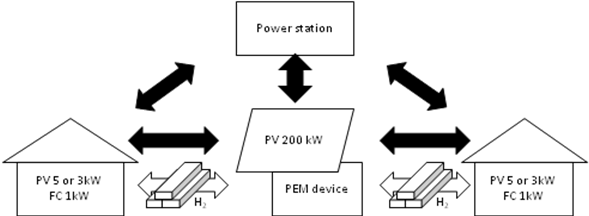 Power station
PV 200 kW
PEM device
PV 5 or 3kW
FC 1kW
H2
H2
PV 5 or 3kW
FC 1kW